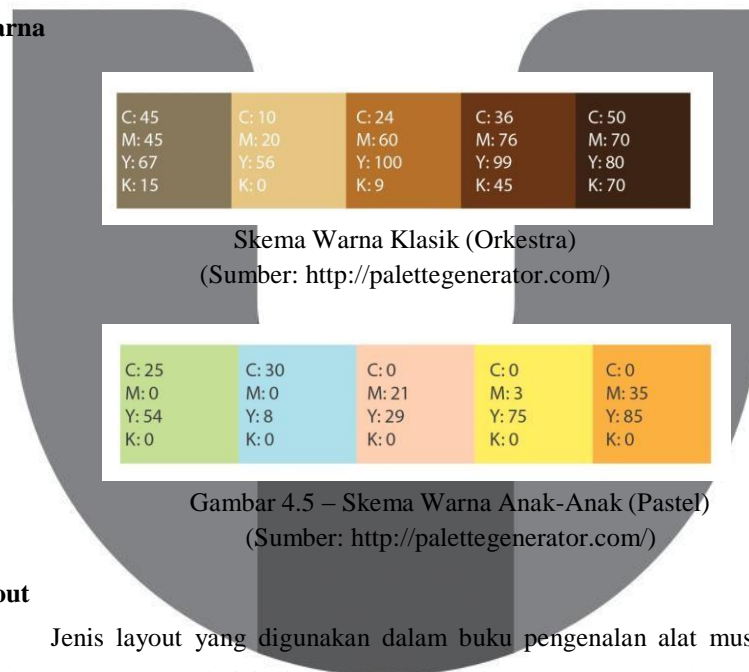 arna
C: 45 C: 10 C: 24 C: 36 C: 50
M: 45 M: 20 M: 60 M: 76 M: 70
Y: 67 Y: 56 Y: 100 Y: 99 Y: 80
K: 15 K: 0 K: 9 K: 45 K: 70
Skema Warna Klasik (Orkestra)
(Sumber: http://palettegenerator.com/)
C: 25 C: 30 C: 0 C: 0 C: 0
M: 0 M: 0 M: 21 M: 3 M: 35
Y: 54 Y: 8 Y: 29 Y: 75 Y: 85
K: 0 K: 0 K: 0 K: 0 K: 0
Gambar 4.5 – Skema Warna Anak-Anak (Pastel)
(Sumber: http://palettegenerator.com/)
out
Jenis layout yang digunakan dalam buku pengenalan alat mus